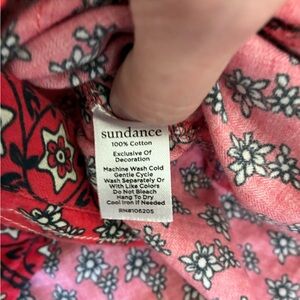 sundance
100% Cotton
Exclusive Of
Decoration
Machine Wash Cold
Gentle Cycle
Wash Separately Or
With Like Colors
Do Not Bleach
Hang To Dry
Cool Iron If Needed
RN#106205